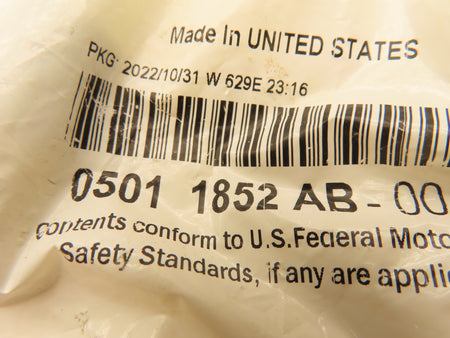 Made In UNITED STATES
PKG: 2022/10/31 W 629E 23:16
0501 1852 AB - 00
Contents conform to U.S.Federal Moto
Safety Standards, if any are applic